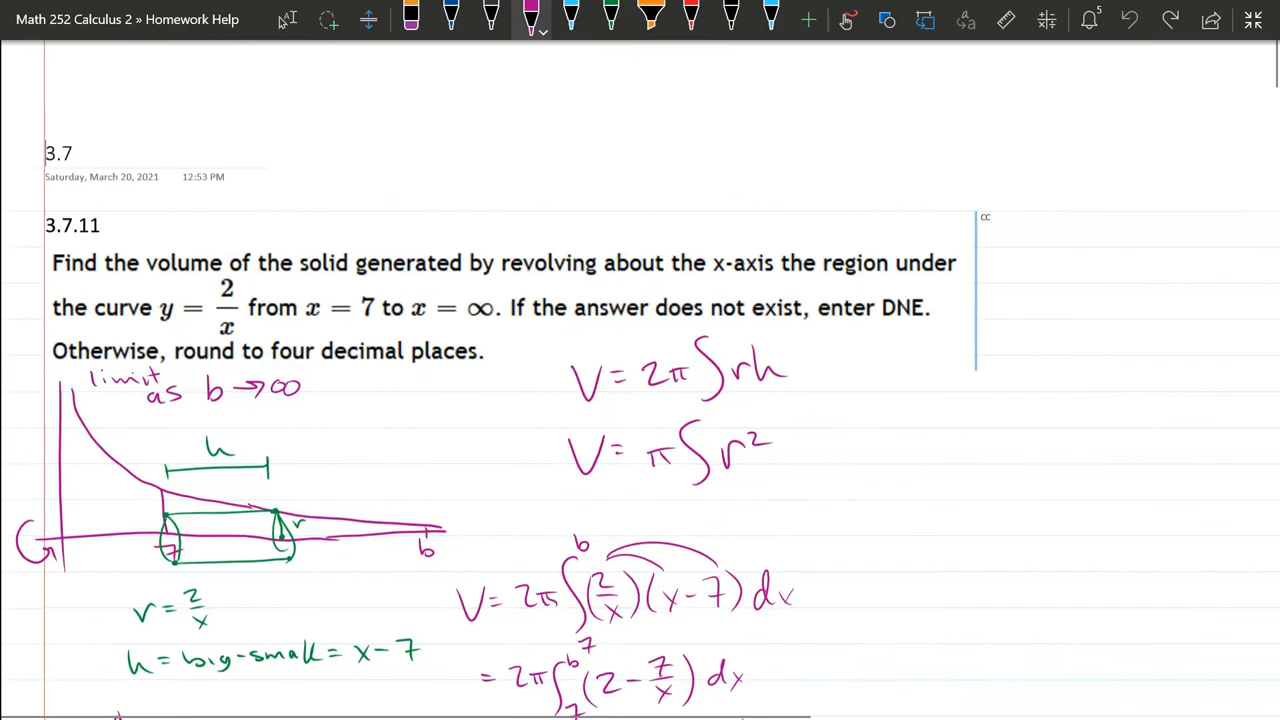 Math 252 Calculus 2 » Homework Help
5
3.7
Saturday, March 20, 2021 12:53 PM
3.7.11
CC
Find the volume of the solid generated by revolving about the x-axis the region under
the curve y = 2/x from x = 7 to x = ∞. If the answer does not exist, enter DNE.
Otherwise, round to four decimal places.
limit
as b → ∞
V = 2π∫rh
h
V = π∫r²
r
7
b
V = 2π∫₇ᵇ (2/x)(x - 7) dx
r = 2/x
h = big - small = x - 7
= 2π∫₇ᵇ (2 - 7/x) dx